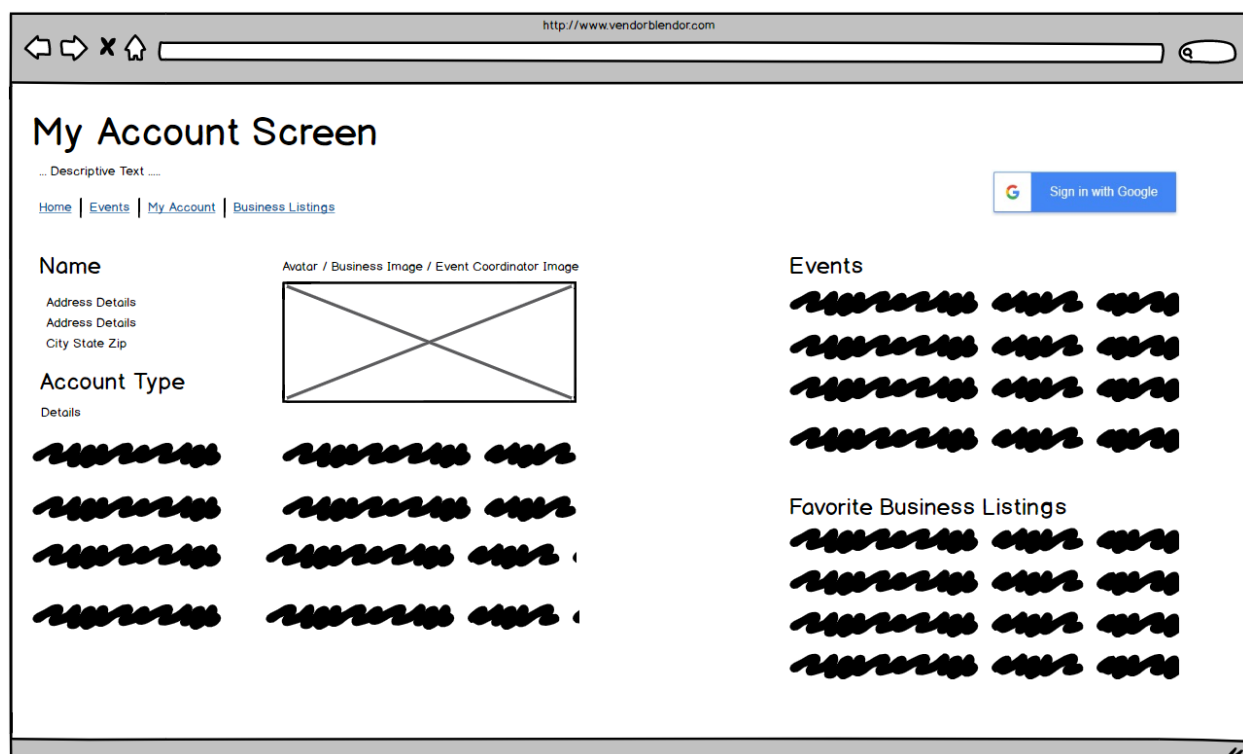 http://www.vendorblendor.com
My Account Screen
... Descriptive Text .....
Home | Events | My Account | Business Listings
Sign in with Google
Name
Address Details
Address Details
City State Zip
Account Type
Details
Avatar / Business Image / Event Coordinator Image
Events
Favorite Business Listings